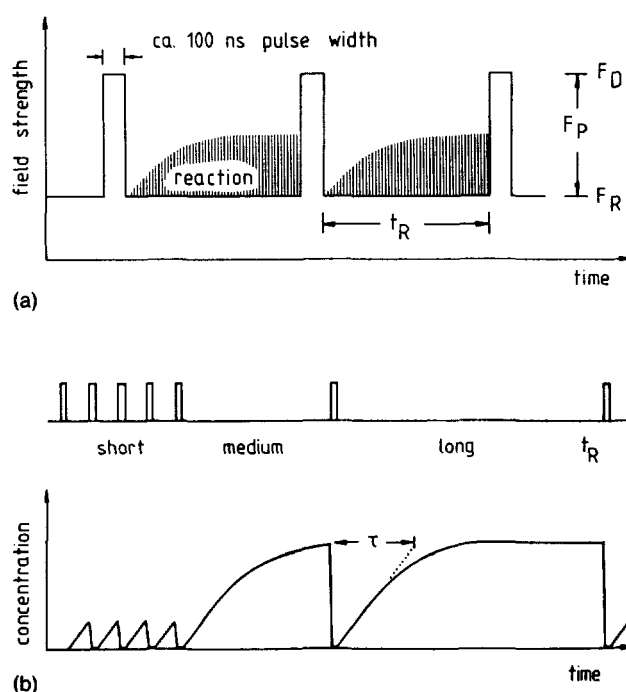 ca. 100 ns pulse width
field strength
F_D
F_P
reaction
F_R
t_R
time
(a)
short medium long t_R
concentration
τ
time
(b)